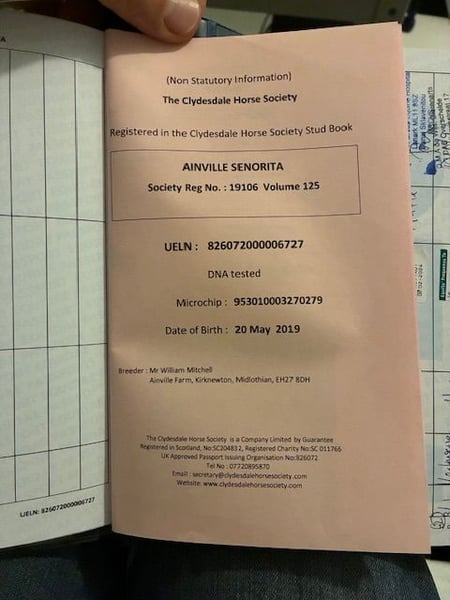 (Non Statutory Information)
The Clydesdale Horse Society
Registered in the Clydesdale Horse Society Stud Book
AINVILLE SENORITA
Society Reg No. : 19106 Volume 125
UELN : 826072000006727
DNA tested
Microchip : 953010003270279
Date of Birth : 20 May 2019
Breeder : Mr William Mitchell
Ainville Farm, Kirknewton, Midlothian, EH27 8DH
The Clydesdale Horse Society is a Company Limited by Guarantee
Registered in Scotland, No:SC204832, Registered Charity No:SC 011766
UK Approved Passport Issuing Organisation No:826072
Tel No : 07720895870
Email : secretary@clydesdalehorsesociety.com
Website: www.clydesdalehorsesociety.com
UELN: 826072000006727